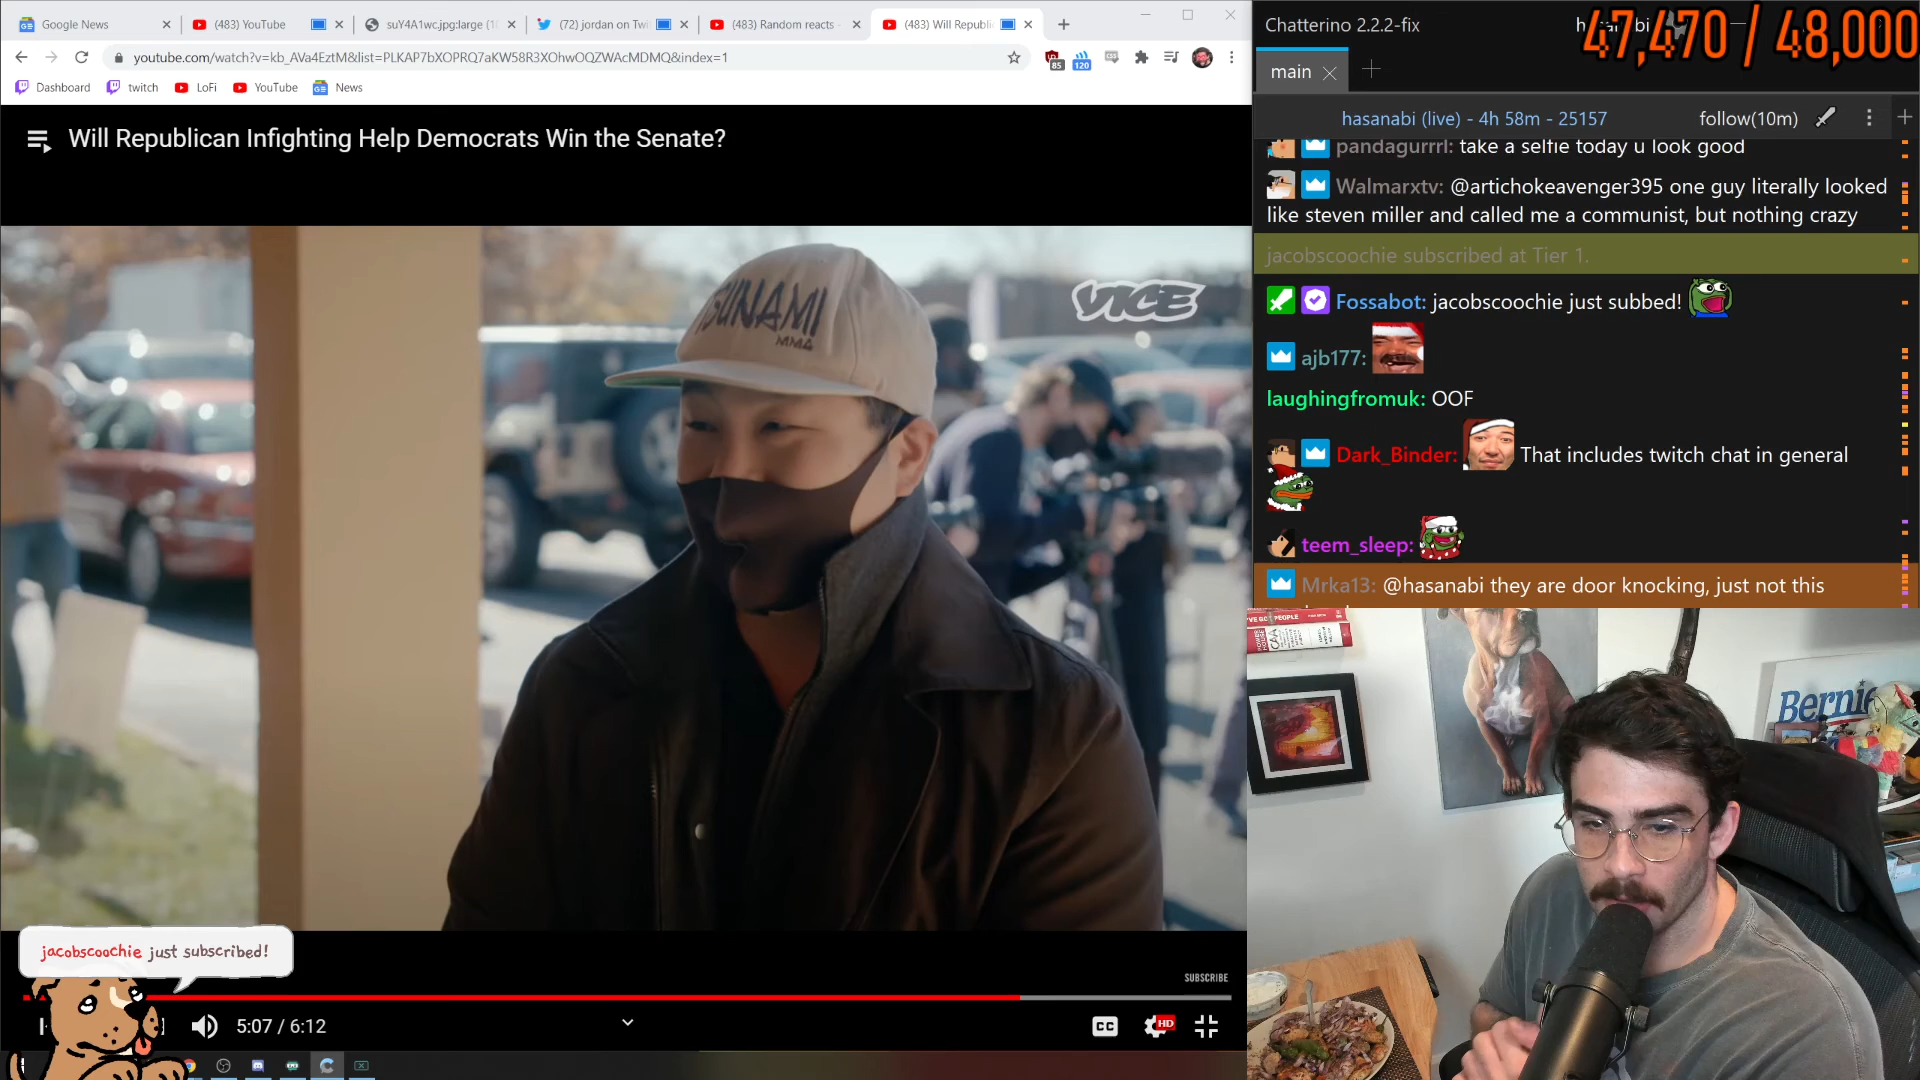 Google News
(483) YouTube
suY4A1wc.jpg:large (1
(72) jordan on Twi
(483) Random reacts -
(483) Will Republi
youtube.com/watch?v=kb_AVa4EztM&list=PLKAP7bXOPRQ7aKW58R3XOhwOQZWAcMDMQ&index=1
85
120
Dashboard
twitch
LoFi
YouTube
News
Will Republican Infighting Help Democrats Win the Senate?
VICE
TSUNAMI
MMA
jacobscoochie just subscribed!
SUBSCRIBE
5:07 / 6:12
CC
HD
Chatterino 2.2.2-fix
47,470 / 48,000
main
hasanabi (live) - 4h 58m - 25157
follow(10m)
pandagurrrl: take a selfie today u look good
Walmarxtv: @artichokeavenger395 one guy literally looked
like steven miller and called me a communist, but nothing crazy
jacobscoochie subscribed at Tier 1.
Fossabot: jacobscoochie just subbed!
ajb177:
laughingfromuk: OOF
Dark_Binder: That includes twitch chat in general
teem_sleep:
Mrka13: @hasanabi they are door knocking, just not this
Bernie